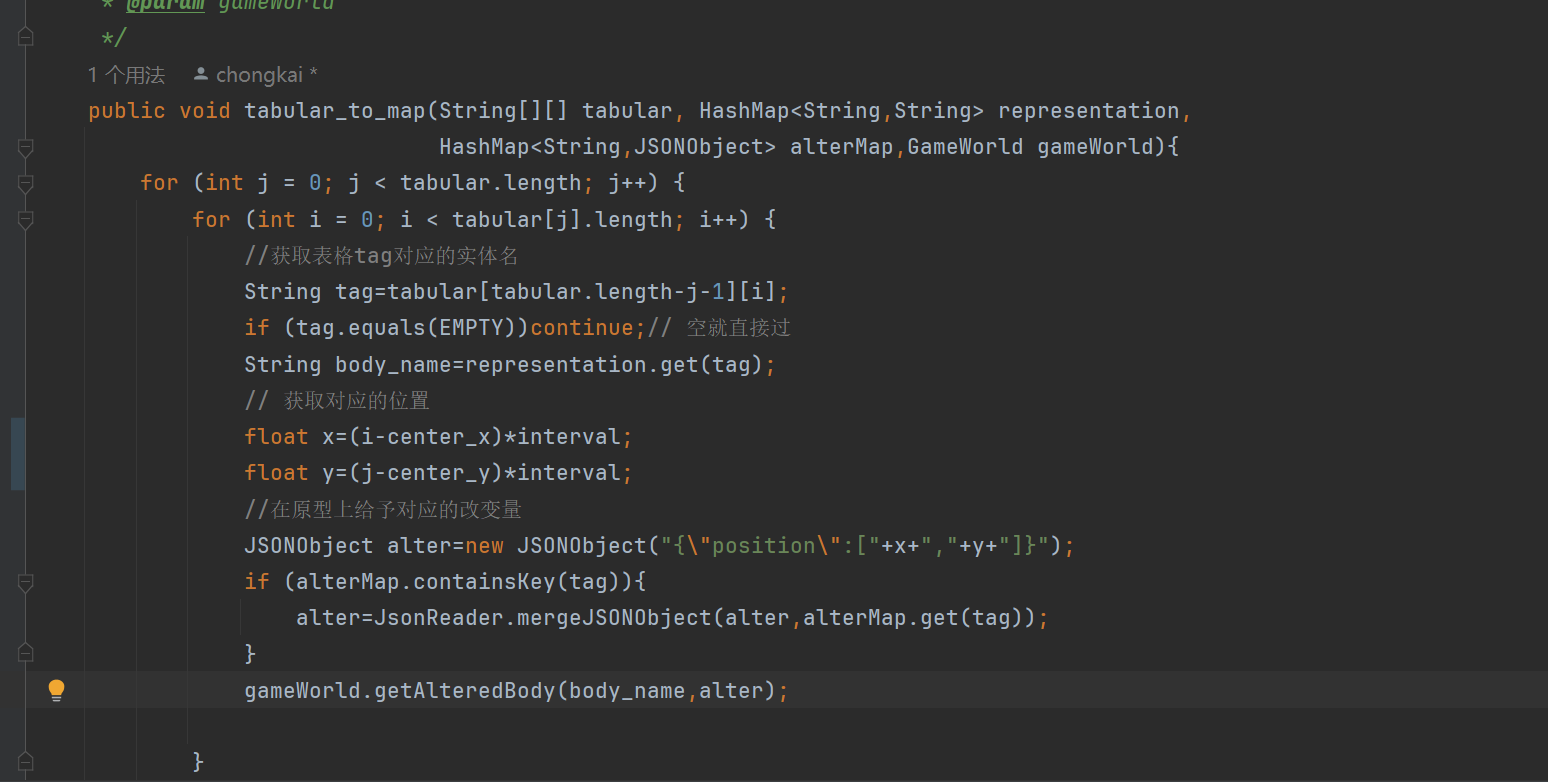 * @param gameWorld
*/
1 个用法 chongkai *
public void tabular_to_map(String[][] tabular, HashMap<String,String> representation,
HashMap<String,JSONObject> alterMap,GameWorld gameWorld){
for (int j = 0; j < tabular.length; j++) {
for (int i = 0; i < tabular[j].length; i++) {
//获取表格tag对应的实体名
String tag=tabular[tabular.length-j-1][i];
if (tag.equals(EMPTY))continue;// 空就直接过
String body_name=representation.get(tag);
// 获取对应的位置
float x=(i-center_x)*interval;
float y=(j-center_y)*interval;
//在原型上给予对应的改变量
JSONObject alter=new JSONObject("{\"position\":["+x+","+y+"]}");
if (alterMap.containsKey(tag)){
alter=JsonReader.mergeJSONObject(alter,alterMap.get(tag));
}
gameWorld.getAlteredBody(body_name,alter);
}